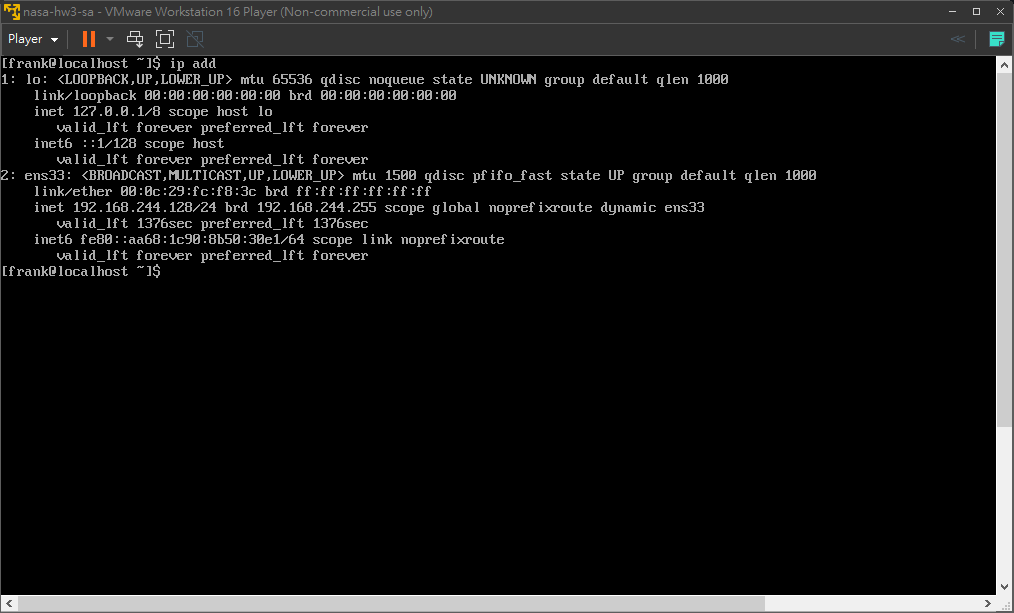 nasa-hw3-sa - VMware Workstation 16 Player (Non-commercial use only)
Player
[frank@localhost ~]$ ip add
1: lo: <LOOPBACK,UP,LOWER_UP> mtu 65536 qdisc noqueue state UNKNOWN group default qlen 1000
    link/loopback 00:00:00:00:00:00 brd 00:00:00:00:00:00
    inet 127.0.0.1/8 scope host lo
       valid_lft forever preferred_lft forever
    inet6 ::1/128 scope host
       valid_lft forever preferred_lft forever
2: ens33: <BROADCAST,MULTICAST,UP,LOWER_UP> mtu 1500 qdisc pfifo_fast state UP group default qlen 1000
    link/ether 00:0c:29:fc:f8:3c brd ff:ff:ff:ff:ff:ff
    inet 192.168.244.128/24 brd 192.168.244.255 scope global noprefixroute dynamic ens33
       valid_lft 1376sec preferred_lft 1376sec
    inet6 fe80::aa68:1c90:8b50:30e1/64 scope link noprefixroute
       valid_lft forever preferred_lft forever
[frank@localhost ~]$